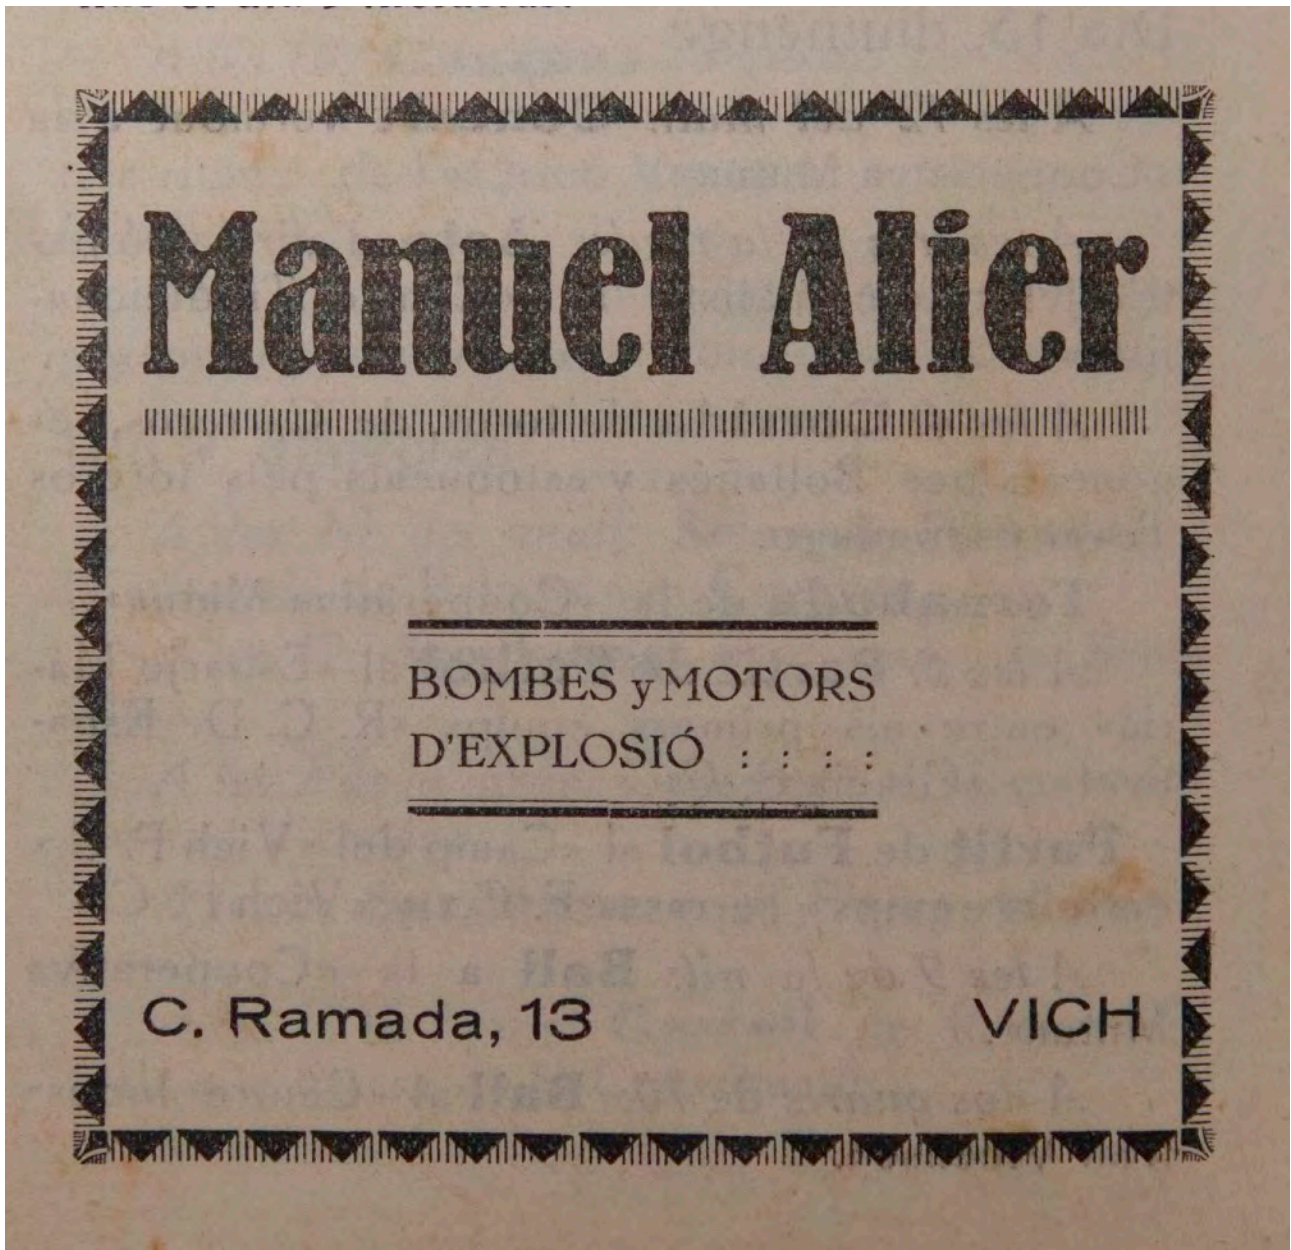 Manuel Alier
BOMBES y MOTORS
D'EXPLOSIÓ : : : :
C. Ramada, 13 VICH